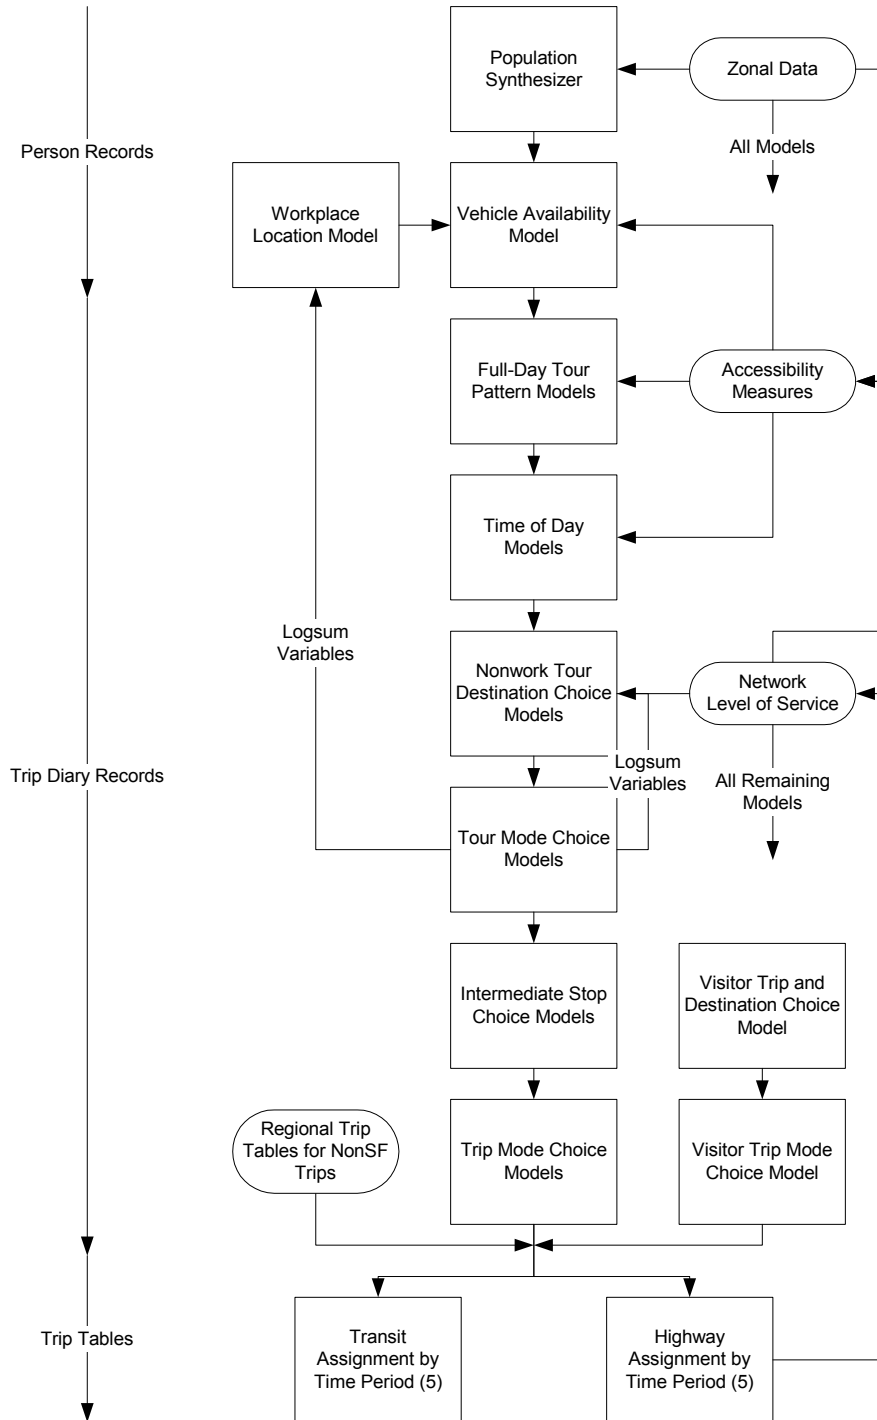 Population
Synthesizer
Zonal Data
All Models
Person Records
Workplace
Location Model
Vehicle Availability
Model
Full-Day Tour
Pattern Models
Accessibility
Measures
Time of Day
Models
Logsum
Variables
Nonwork Tour
Destination Choice
Models
Network
Level of Service
Logsum
Variables
Trip Diary Records
All Remaining
Models
Tour Mode Choice
Models
Intermediate Stop
Choice Models
Visitor Trip and
Destination Choice
Model
Regional Trip
Tables for NonSF
Trips
Trip Mode Choice
Models
Visitor Trip Mode
Choice Model
Trip Tables
Transit
Assignment by
Time Period (5)
Highway
Assignment by
Time Period (5)